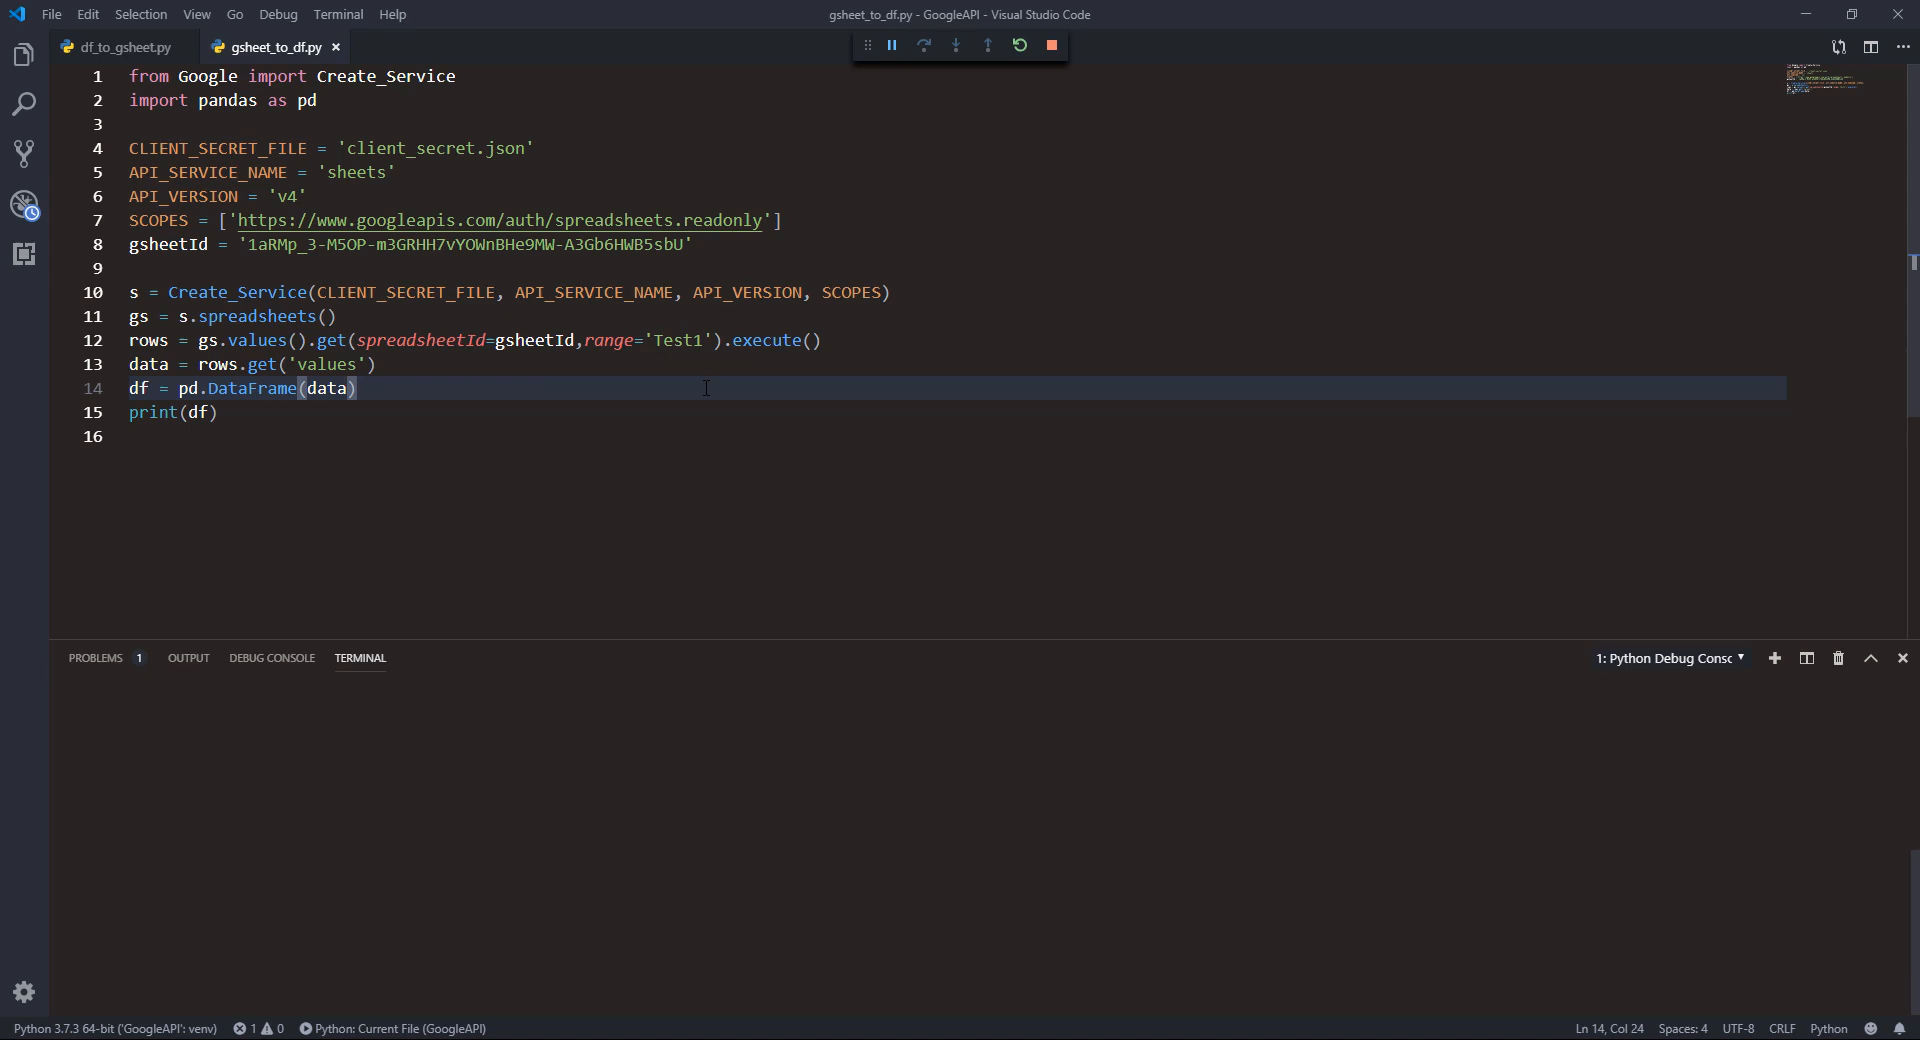 File Edit Selection View Go Debug Terminal Help
gsheet_to_df.py - GoogleAPI - Visual Studio Code
df_to_gsheet.py gsheet_to_df.py
1 from Google import Create_Service
2 import pandas as pd
3
4 CLIENT_SECRET_FILE = 'client_secret.json'
5 API_SERVICE_NAME = 'sheets'
6 API_VERSION = 'v4'
7 SCOPES = ['https://www.googleapis.com/auth/spreadsheets.readonly']
8 gsheetId = '1aRMp_3-M5OP-m3GRHH7vYOWnBHe9MW-A3Gb6HWB5sbU'
9
10 s = Create_Service(CLIENT_SECRET_FILE, API_SERVICE_NAME, API_VERSION, SCOPES)
11 gs = s.spreadsheets()
12 rows = gs.values().get(spreadsheetId=gsheetId,range='Test1').execute()
13 data = rows.get('values')
14 df = pd.DataFrame(data)
15 print(df)
16
PROBLEMS 1 OUTPUT DEBUG CONSOLE TERMINAL
1: Python Debug Consc
Python 3.7.3 64-bit ('GoogleAPI': venv) 1 0 Python: Current File (GoogleAPI)
Ln 14, Col 24 Spaces: 4 UTF-8 CRLF Python